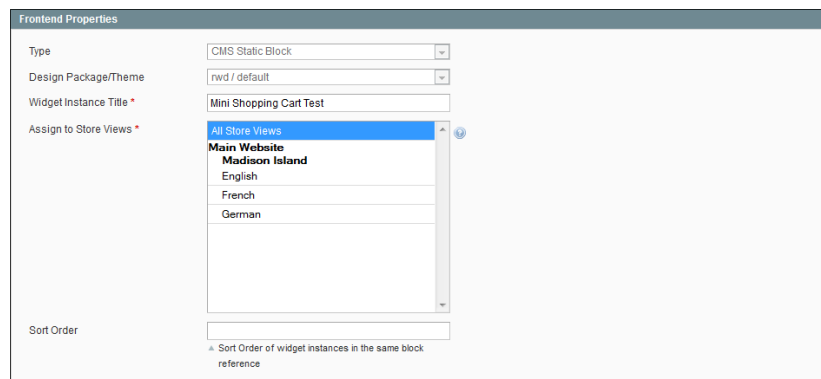 Frontend Properties
Type CMS Static Block
Design Package/Theme rwd / default
Widget Instance Title * Mini Shopping Cart Test
Assign to Store Views * All Store Views
Main Website
Madison Island
English
French
German
Sort Order
Sort Order of widget instances in the same block
reference